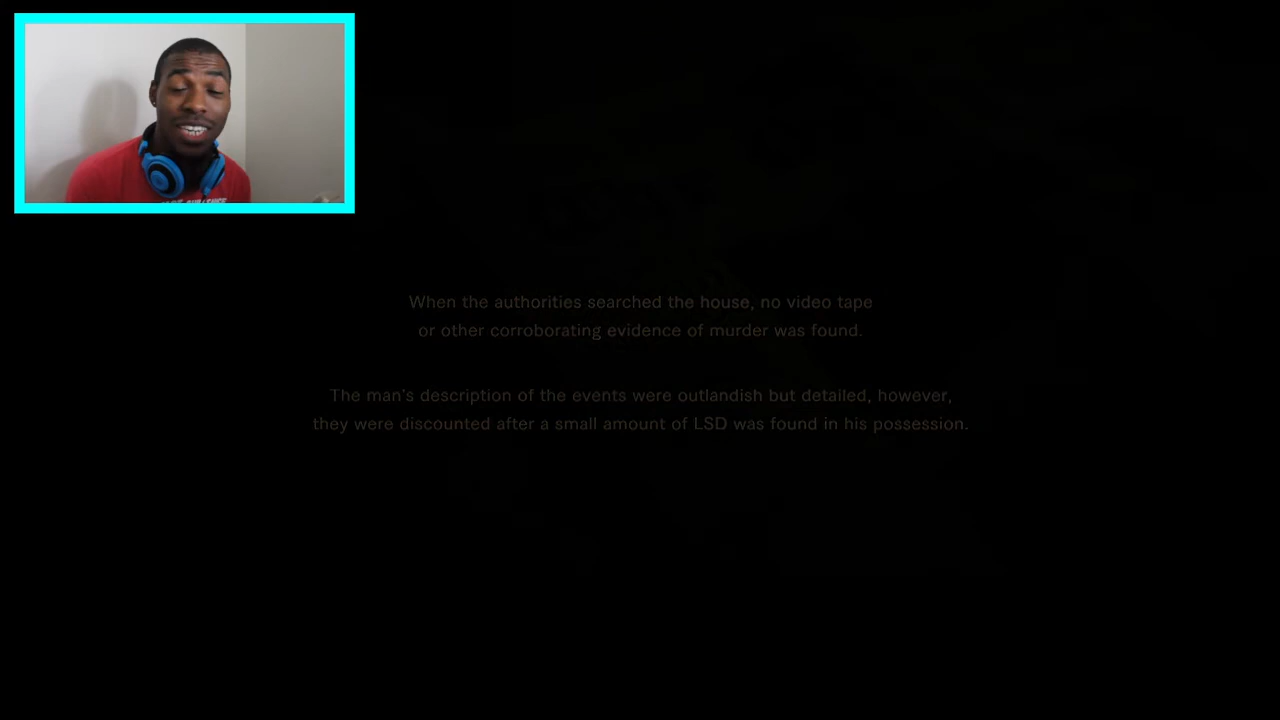 When the authorities searched the house, no video tape
or other corroborating evidence of murder was found.
The man's description of the events were outlandish but detailed, however,
they were discounted after a small amount of LSD was found in his possession.